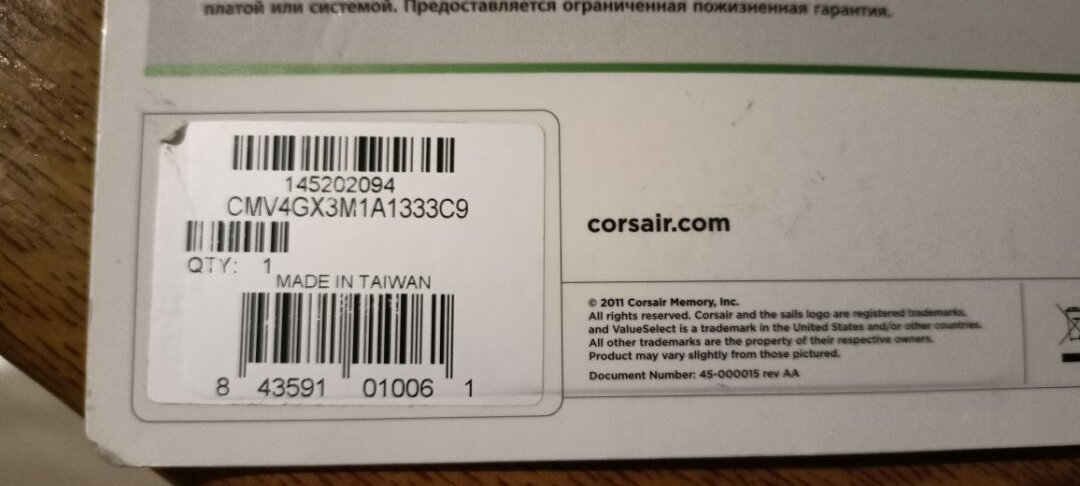 платой или системой. Предоставляется ограниченная пожизненная гарантия.
145202094
CMV4GX3M1A1333C9
QTY: 1
MADE IN TAIWAN
8 43591 01006 1
corsair.com
© 2011 Corsair Memory, Inc.
All rights reserved. Corsair and the sails logo are registered trademarks,
and ValueSelect is a trademark in the United States and/or other countries.
All other trademarks are the property of their respective owners.
Product may vary slightly from those pictured.
Document Number: 45-000015 rev AA